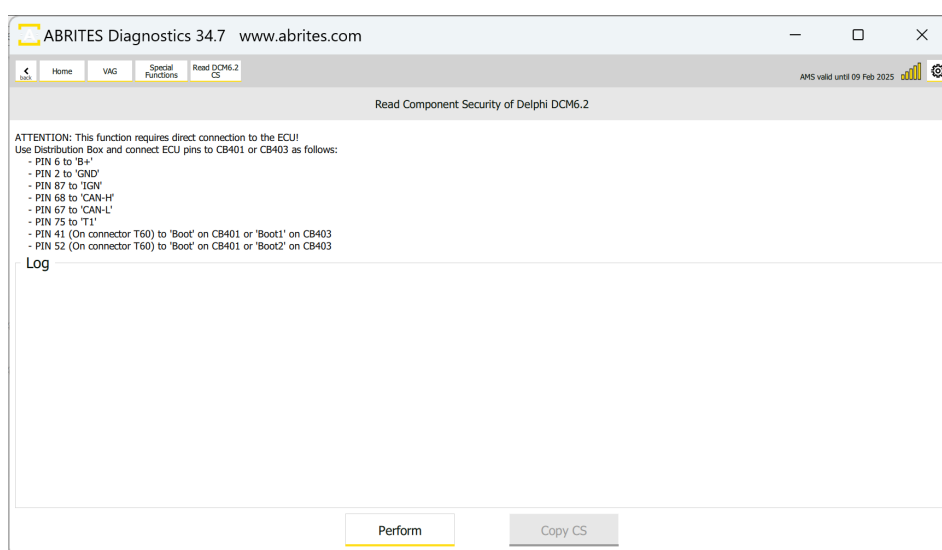 ABRITES Diagnostics 34.7 www.abrites.com
back
Home
VAG
Special
Functions
Read DCM6.2
CS
AMS valid until 09 Feb 2025
Read Component Security of Delphi DCM6.2
ATTENTION: This function requires direct connection to the ECU!
Use Distribution Box and connect ECU pins to CB401 or CB403 as follows:
- PIN 6 to 'B+'
- PIN 2 to 'GND'
- PIN 87 to 'IGN'
- PIN 68 to 'CAN-H'
- PIN 67 to 'CAN-L'
- PIN 75 to 'T1'
- PIN 41 (On connector T60) to 'Boot' on CB401 or 'Boot1' on CB403
- PIN 52 (On connector T60) to 'Boot' on CB401 or 'Boot2' on CB403
Log
Perform
Copy CS